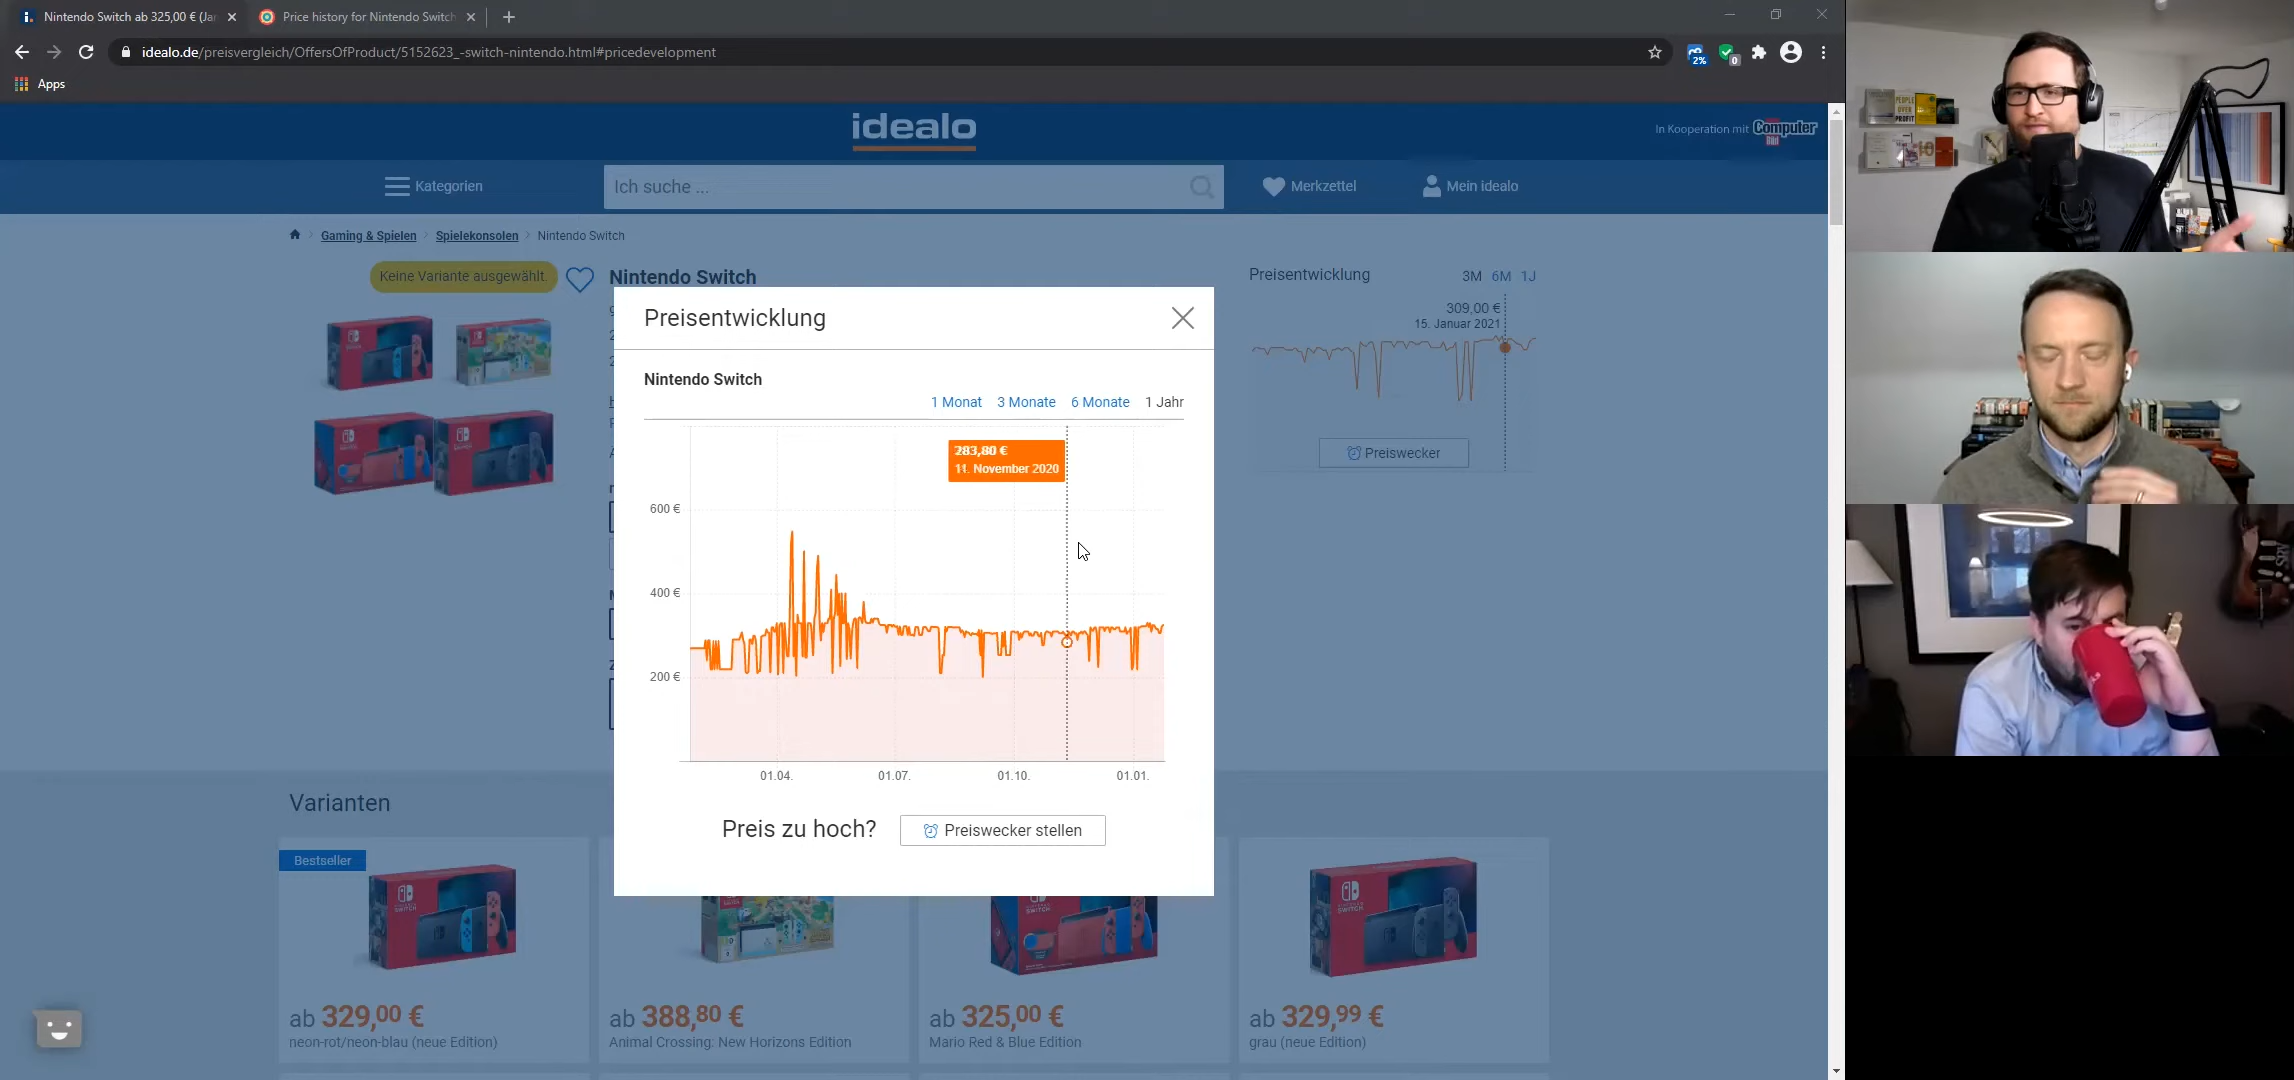 Nintendo Switch ab 325,00 € (Jan
Price history for Nintendo Switch
idealo.de/preisvergleich/OffersOfProduct/5152623_-switch-nintendo.html#pricedevelopment
2%
0
Apps
idealo
In Kooperation mit Computer Bild
Kategorien
Ich suche ...
Merkzettel
Mein idealo
Gaming & Spielen
Spielekonsolen
Nintendo Switch
Keine Variante ausgewählt.
Nintendo Switch
Preisentwicklung
3M 6M 1J
309,00 €
15. Januar 2021
Preiswecker
Preisentwicklung
Nintendo Switch
1 Monat 3 Monate 6 Monate 1 Jahr
283,80 €
11. November 2020
600 €
400 €
200 €
01.04. 01.07. 01.10. 01.01.
Preis zu hoch?
Preiswecker stellen
Varianten
Bestseller
ab 329,00 €
neon-rot/neon-blau (neue Edition)
ab 388,80 €
Animal Crossing: New Horizons Edition
ab 325,00 €
Mario Red & Blue Edition
ab 329,99 €
grau (neue Edition)
PEOPLE
OVER
PROFIT